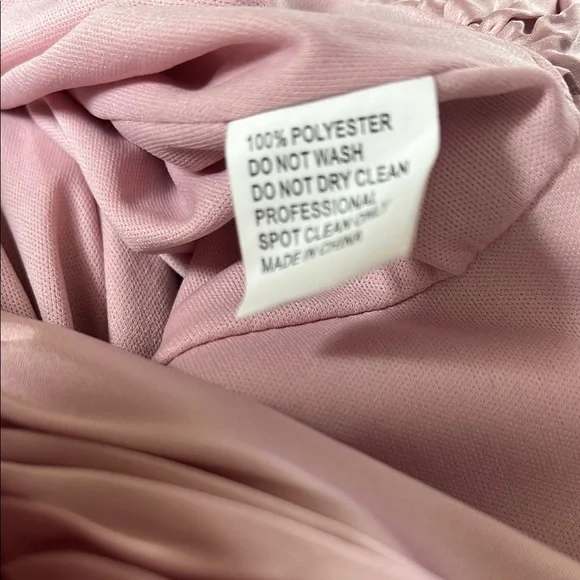 100% POLYESTER
DO NOT WASH
DO NOT DRY CLEAN
PROFESSIONAL
SPOT CLEAN ONLY
MADE IN CHINA